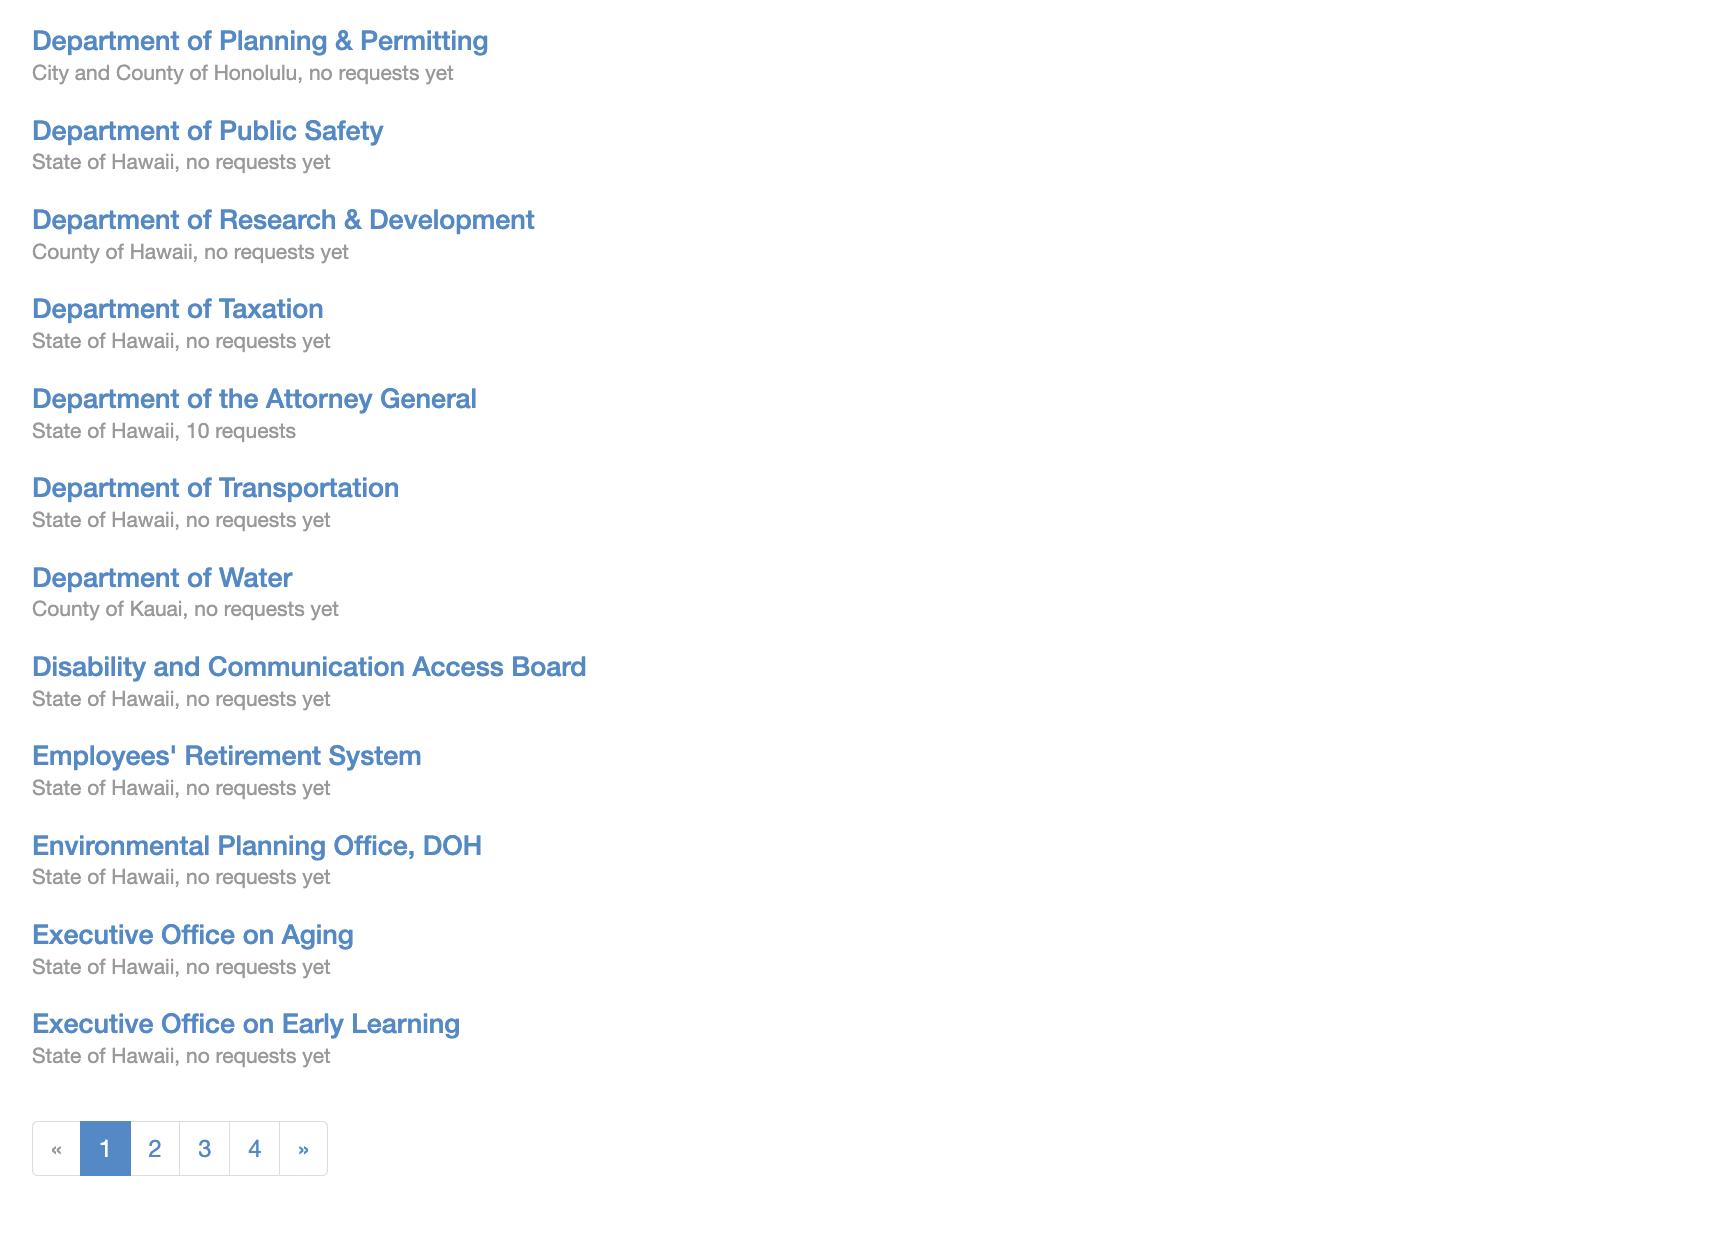 Department of Planning & Permitting
City and County of Honolulu, no requests yet
Department of Public Safety
State of Hawaii, no requests yet
Department of Research & Development
County of Hawaii, no requests yet
Department of Taxation
State of Hawaii, no requests yet
Department of the Attorney General
State of Hawaii, 10 requests
Department of Transportation
State of Hawaii, no requests yet
Department of Water
County of Kauai, no requests yet
Disability and Communication Access Board
State of Hawaii, no requests yet
Employees' Retirement System
State of Hawaii, no requests yet
Environmental Planning Office, DOH
State of Hawaii, no requests yet
Executive Office on Aging
State of Hawaii, no requests yet
Executive Office on Early Learning
State of Hawaii, no requests yet
« 1 2 3 4 »